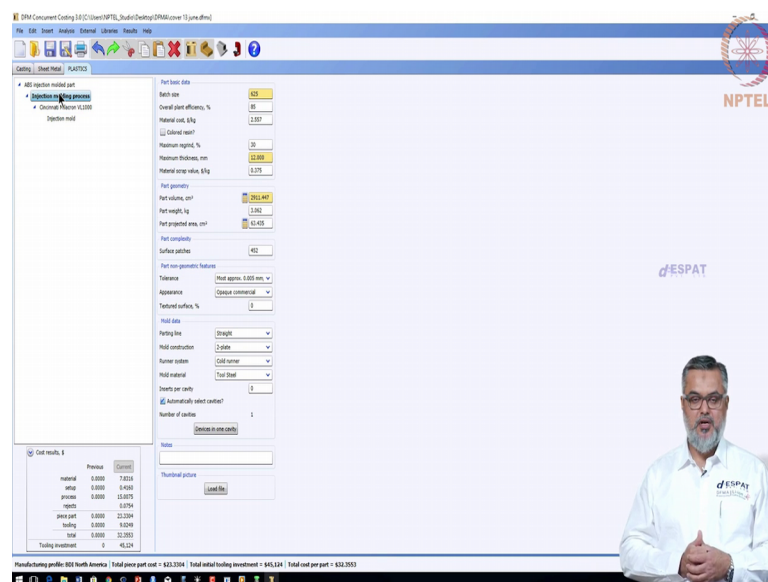 DFM Concurrent Costing 3.0 [C:\Users\NPTEL_Studio\Desktop\DFMA\cover 13 june.dfmx]
File Edit Insert Analysis External Libraries Results Help
Casting Sheet Metal PLASTICS
ABS injection molded part
Injection molding process
Cincinnati Milacron VL1000
Injection mold
Part basic data
Batch size 625
Overall plant efficiency, % 85
Material cost, $/kg 2.557
Colored resin?
Maximum regrind, % 30
Maximum thickness, mm 12.000
Material scrap value, $/kg 0.375
Part geometry
Part volume, cm³ 2911.447
Part weight, kg 3.062
Part projected area, cm² 63.435
Part complexity
Surface patches 452
Part non-geometric features
Tolerance Most approx. 0.005 mm,
Appearance Opaque commercial
Textured surface, % 0
Mold data
Parting line Straight
Mold construction 2-plate
Runner system Cold runner
Mold material Tool Steel
Inserts per cavity 0
Automatically select cavities?
Number of cavities 1
Devices in one cavity
Notes
Thumbnail picture
Load file
Cost results, $
Previous Current
material 0.0000 7.8316
setup 0.0000 0.4160
process 0.0000 15.0075
rejects 0.0754
piece part 0.0000 23.3304
tooling 0.0000 9.0249
total 0.0000 32.3553
Tooling investment 0 45,124
Manufacturing profile: BDI North America Total piece part cost = $23.3304 Total initial tooling investment = $45,124 Total cost per part = $32.3553
NPTEL
dESPAT
dESPAT